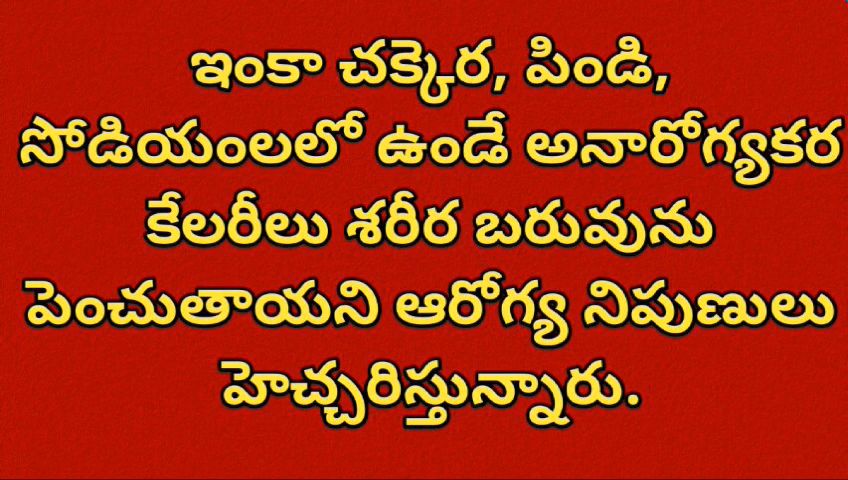 ఇంకా చక్కెర, పిండి,
సోడియంలలో ఉండే అనారోగ్యకర
కేలరీలు శరీర బరువును
పెంచుతాయని ఆరోగ్య నిపుణులు
హెచ్చరిస్తున్నారు.